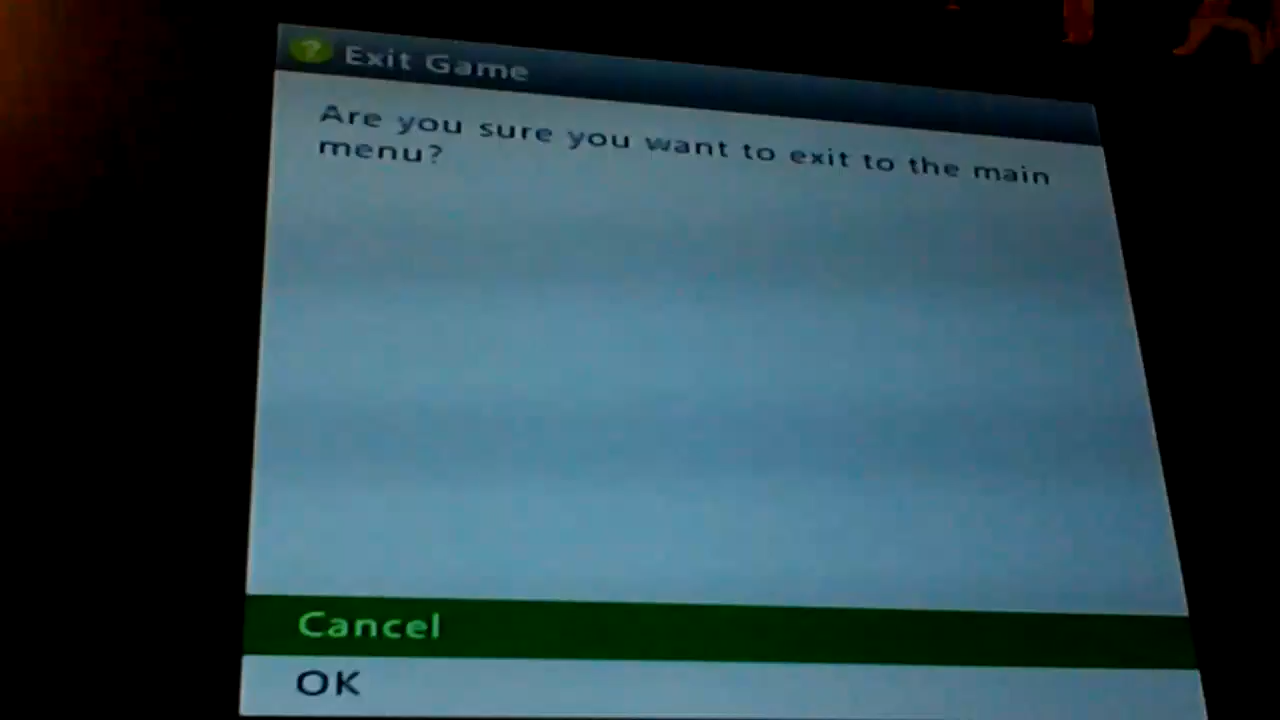 Exit Game
Are you sure you want to exit to the main
menu?
Cancel
OK